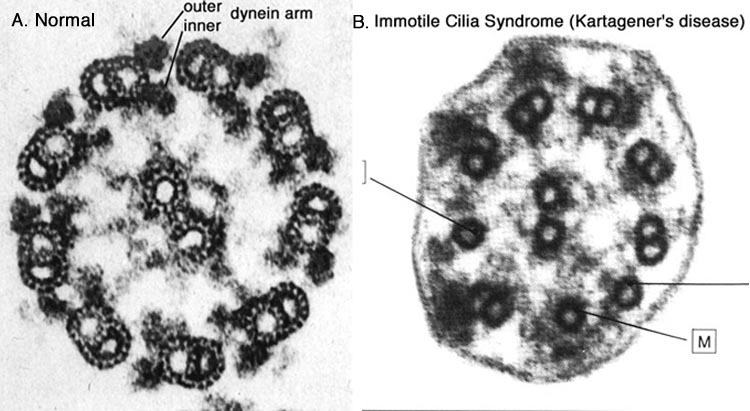 A. Normal
outer
inner
dynein arm
B. Immotile Cilia Syndrome (Kartagener's disease)
M